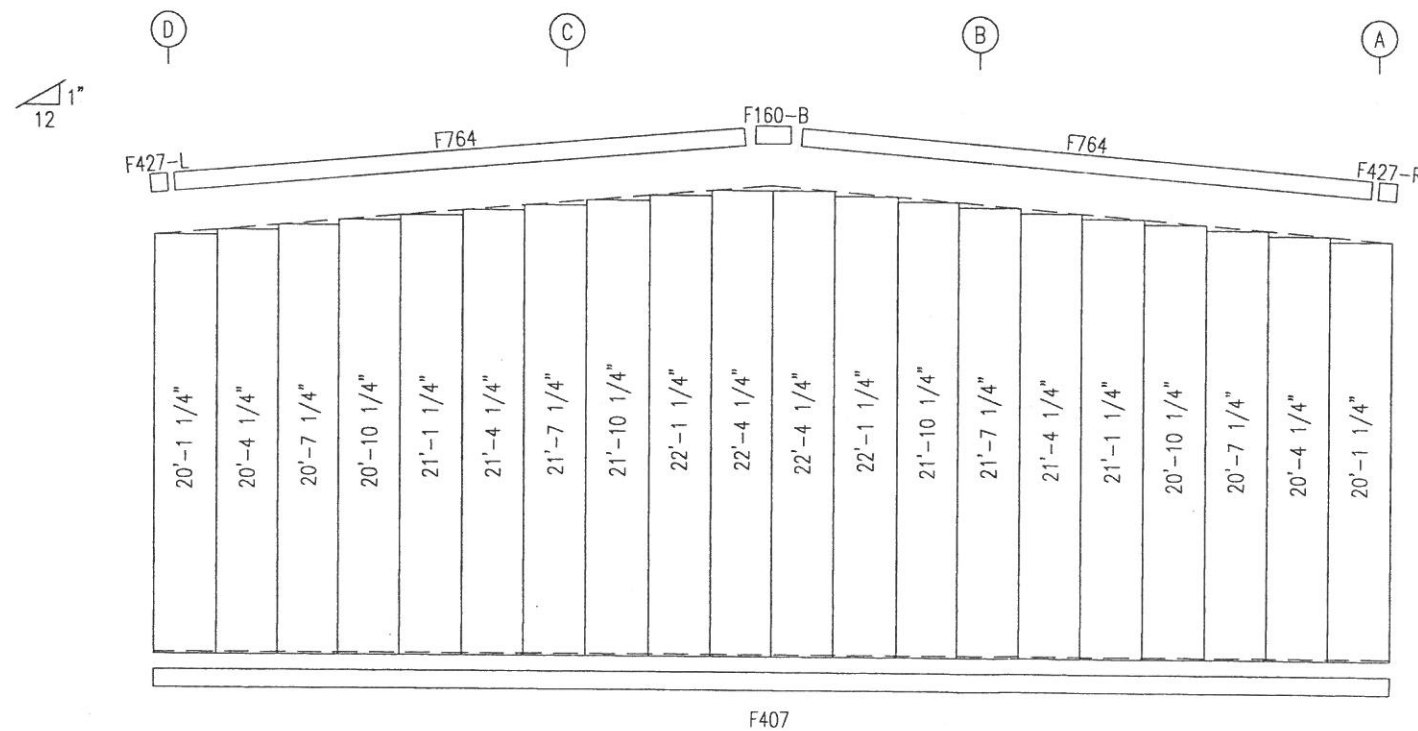 D
C
B
A
1"
12
F427-L
F764
F160-B
F764
F427-R
20'-1 1/4"
20'-4 1/4"
20'-7 1/4"
20'-10 1/4"
21'-1 1/4"
21'-4 1/4"
21'-7 1/4"
21'-10 1/4"
22'-1 1/4"
22'-4 1/4"
22'-4 1/4"
22'-1 1/4"
21'-10 1/4"
21'-7 1/4"
21'-4 1/4"
21'-1 1/4"
20'-10 1/4"
20'-7 1/4"
20'-4 1/4"
20'-1 1/4"
F407